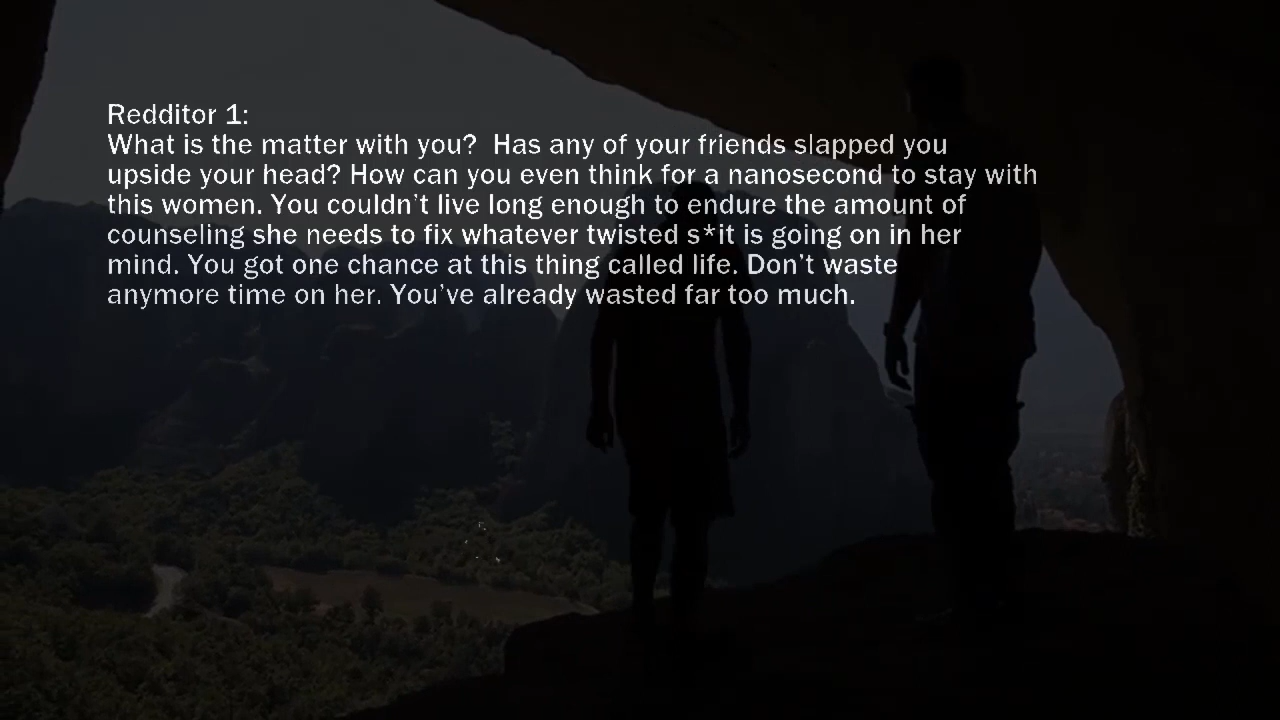 Redditor 1:
What is the matter with you?  Has any of your friends slapped you
upside your head? How can you even think for a nanosecond to stay with
this women. You couldn't live long enough to endure the amount of
counseling she needs to fix whatever twisted s*it is going on in her
mind. You got one chance at this thing called life. Don't waste
anymore time on her. You've already wasted far too much.